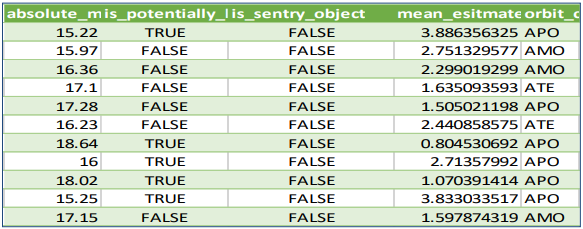 absolute_m is_potentially_l is_sentry_object mean_esitmate orbit_c
15.22 TRUE FALSE 3.886356325 APO
15.97 FALSE FALSE 2.751329577 AMO
16.36 FALSE FALSE 2.299019299 AMO
17.1 FALSE FALSE 1.635093593 ATE
17.28 FALSE FALSE 1.505021198 APO
16.23 FALSE FALSE 2.440858575 ATE
18.64 TRUE FALSE 0.804530692 APO
16 TRUE FALSE 2.71357992 APO
18.02 TRUE FALSE 1.070391414 APO
15.25 TRUE FALSE 3.833033517 APO
17.15 FALSE FALSE 1.597874319 AMO